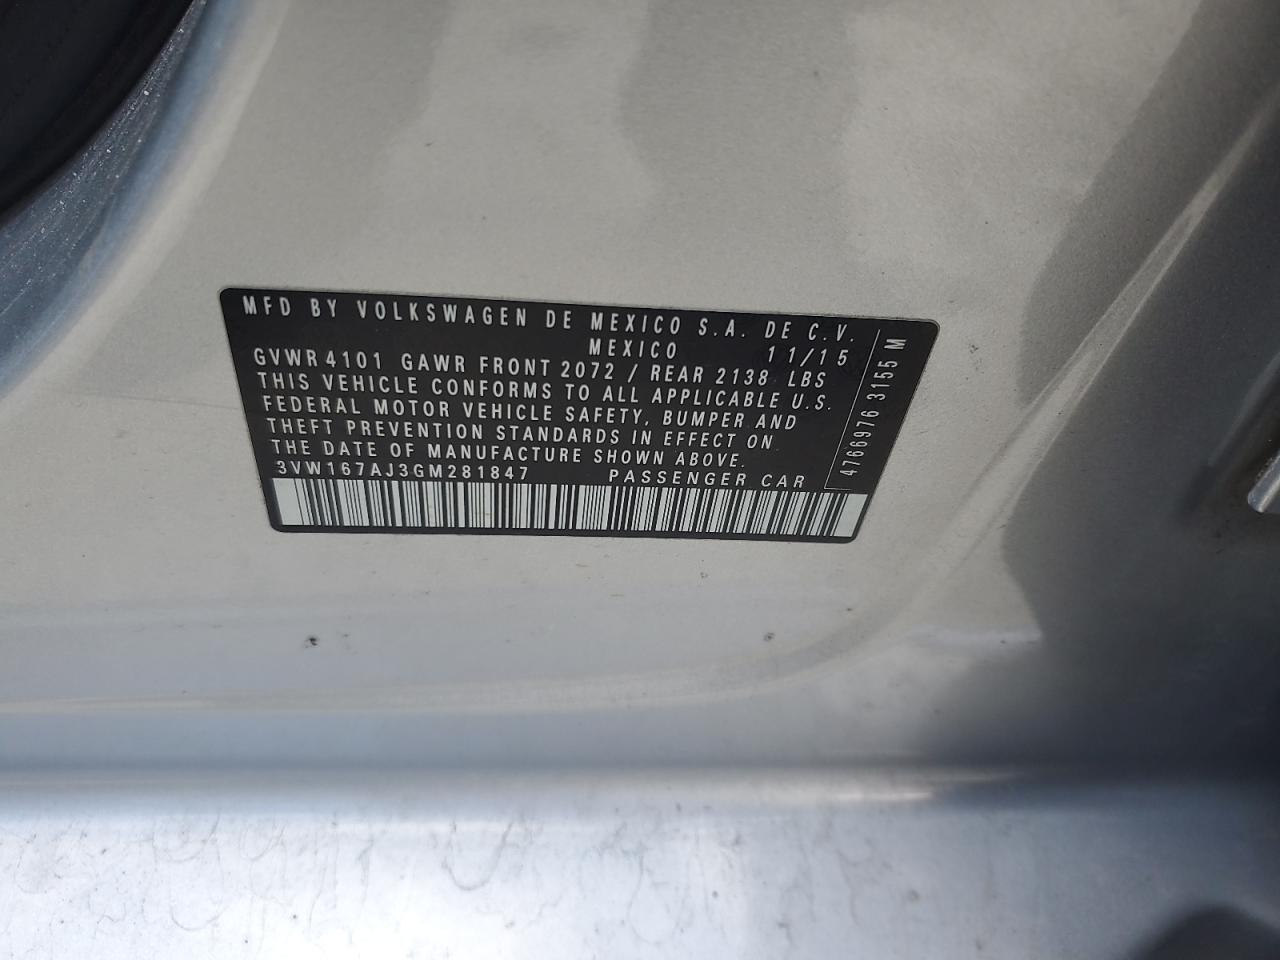 MFD BY VOLKSWAGEN DE MEXICO S.A. DE C.V.
MEXICO 11/15
GVWR 4101 GAWR FRONT 2072 / REAR 2138 LBS
THIS VEHICLE CONFORMS TO ALL APPLICABLE U.S.
FEDERAL MOTOR VEHICLE SAFETY, BUMPER AND
THEFT PREVENTION STANDARDS IN EFFECT ON
THE DATE OF MANUFACTURE SHOWN ABOVE.
3VW167AJ3GM281847 PASSENGER CAR
4766976 3155 M